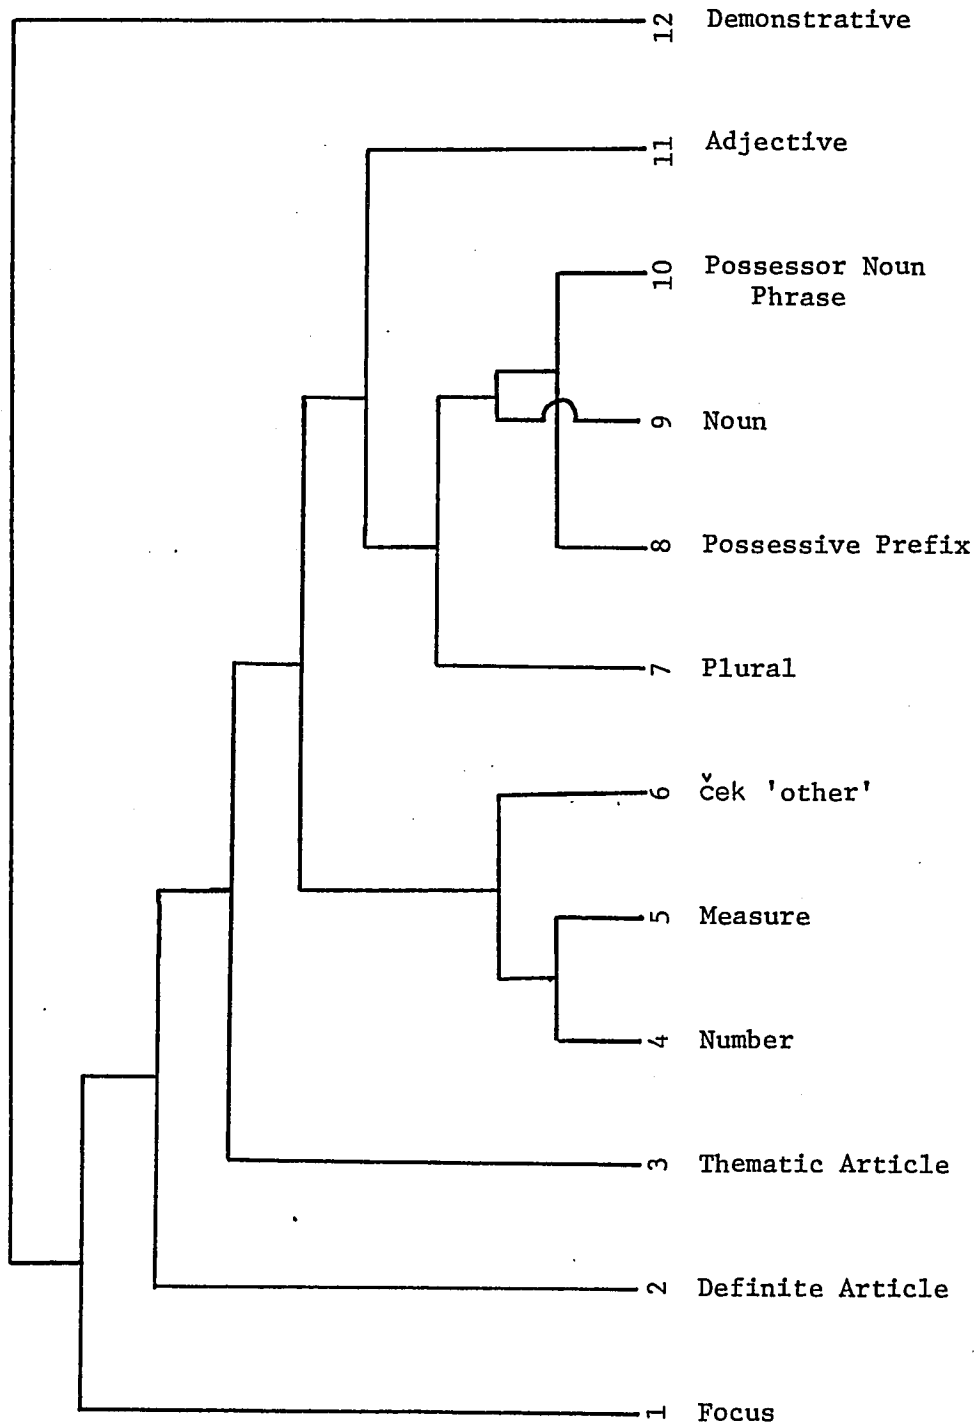 12 Demonstrative
11 Adjective
10 Possessor Noun
Phrase
9 Noun
8 Possessive Prefix
7 Plural
6 ček 'other'
5 Measure
4 Number
3 Thematic Article
2 Definite Article
1 Focus